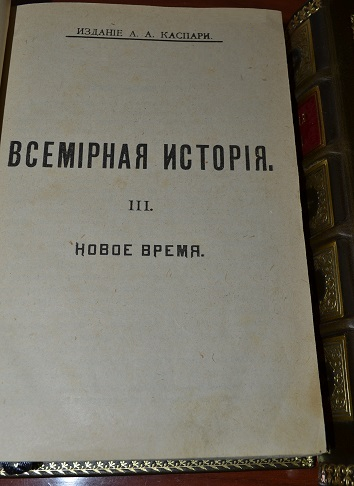 ИЗДАНІЕ А. А. КАСПАРИ.
ВСЕМІРНАЯ ИСТОРІЯ.
III.
НОВОЕ ВРЕМЯ.